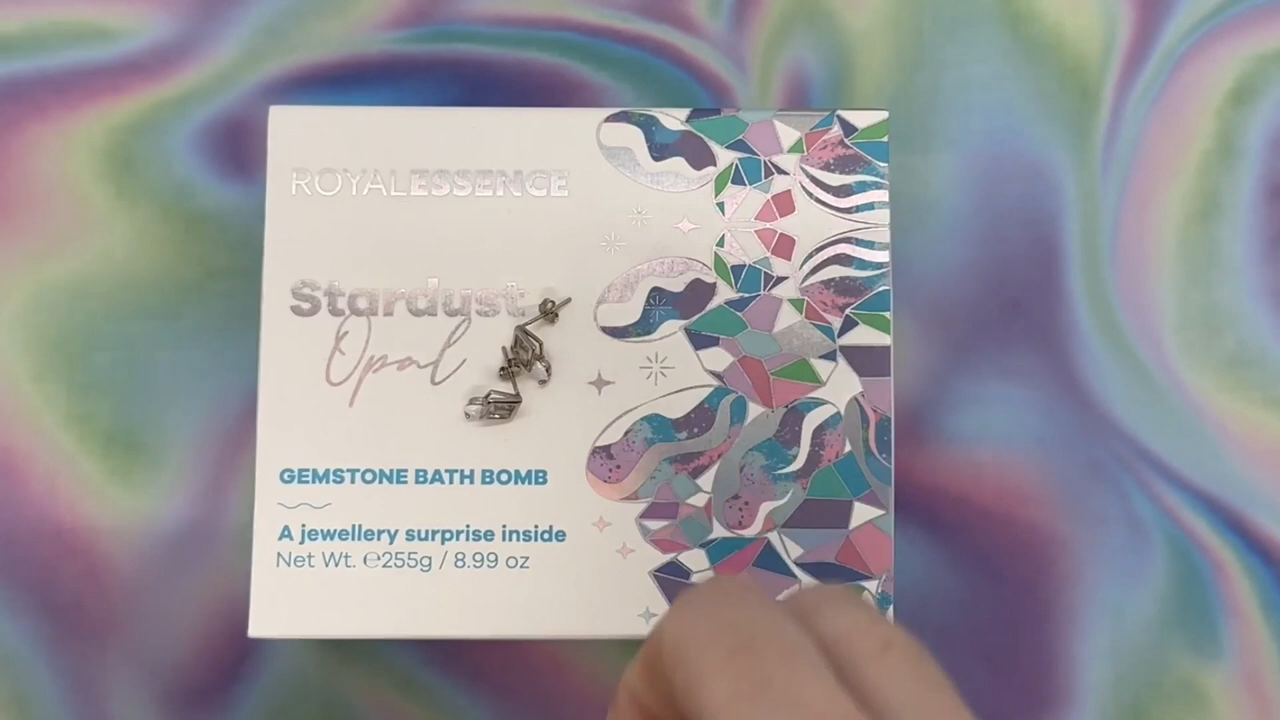 ROYALESSENCE
Stardust
Opal
GEMSTONE BATH BOMB
A jewellery surprise inside
Net Wt. ℮255g / 8.99 oz